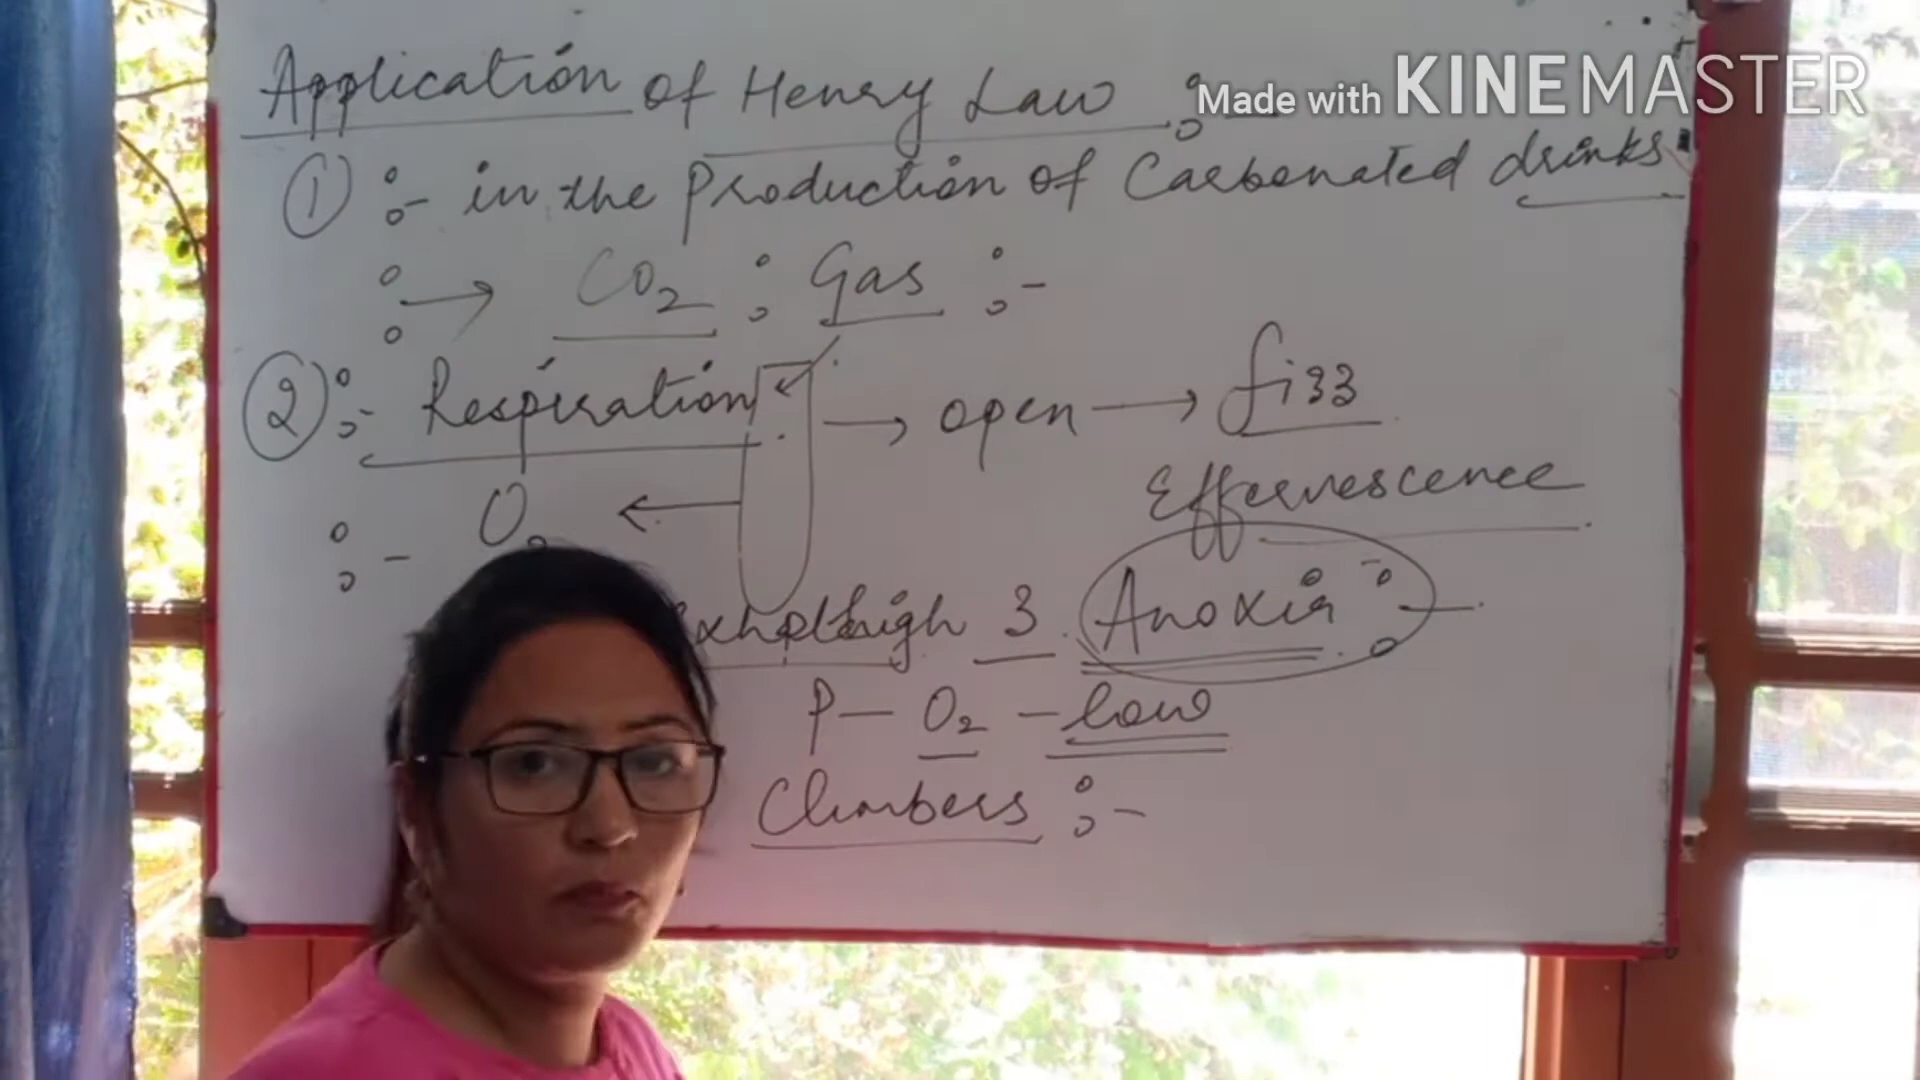 Application of Henry Law :-
Made with KINEMASTER
① :- in the Production of Carbonated drinks
:→ CO₂ : Gas :-
② :- Respiration → open → fizz
:- O₂ ← Effervescence
high 3 Anoxia :-
P — O₂ — low
Climbers :-